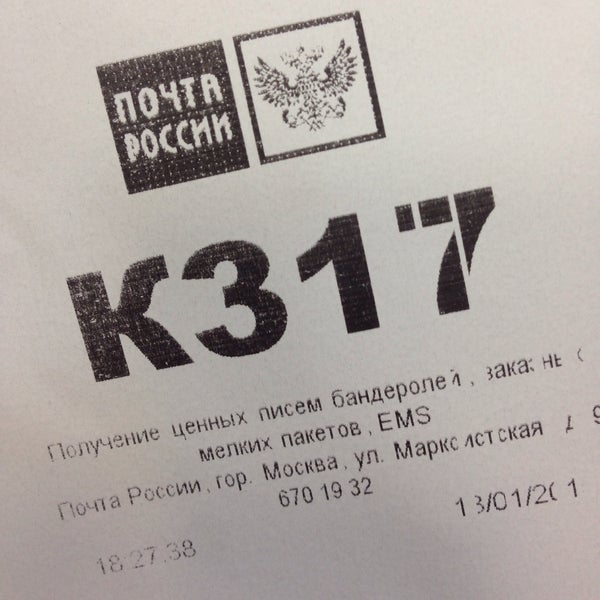 ПОЧТА
РОССИИ
К317
Получение ценных писем бандеролей,
мелких пакетов, EMS
Почта России, гор. Москва, ул. Марксистская
670 19 32
18:27:38